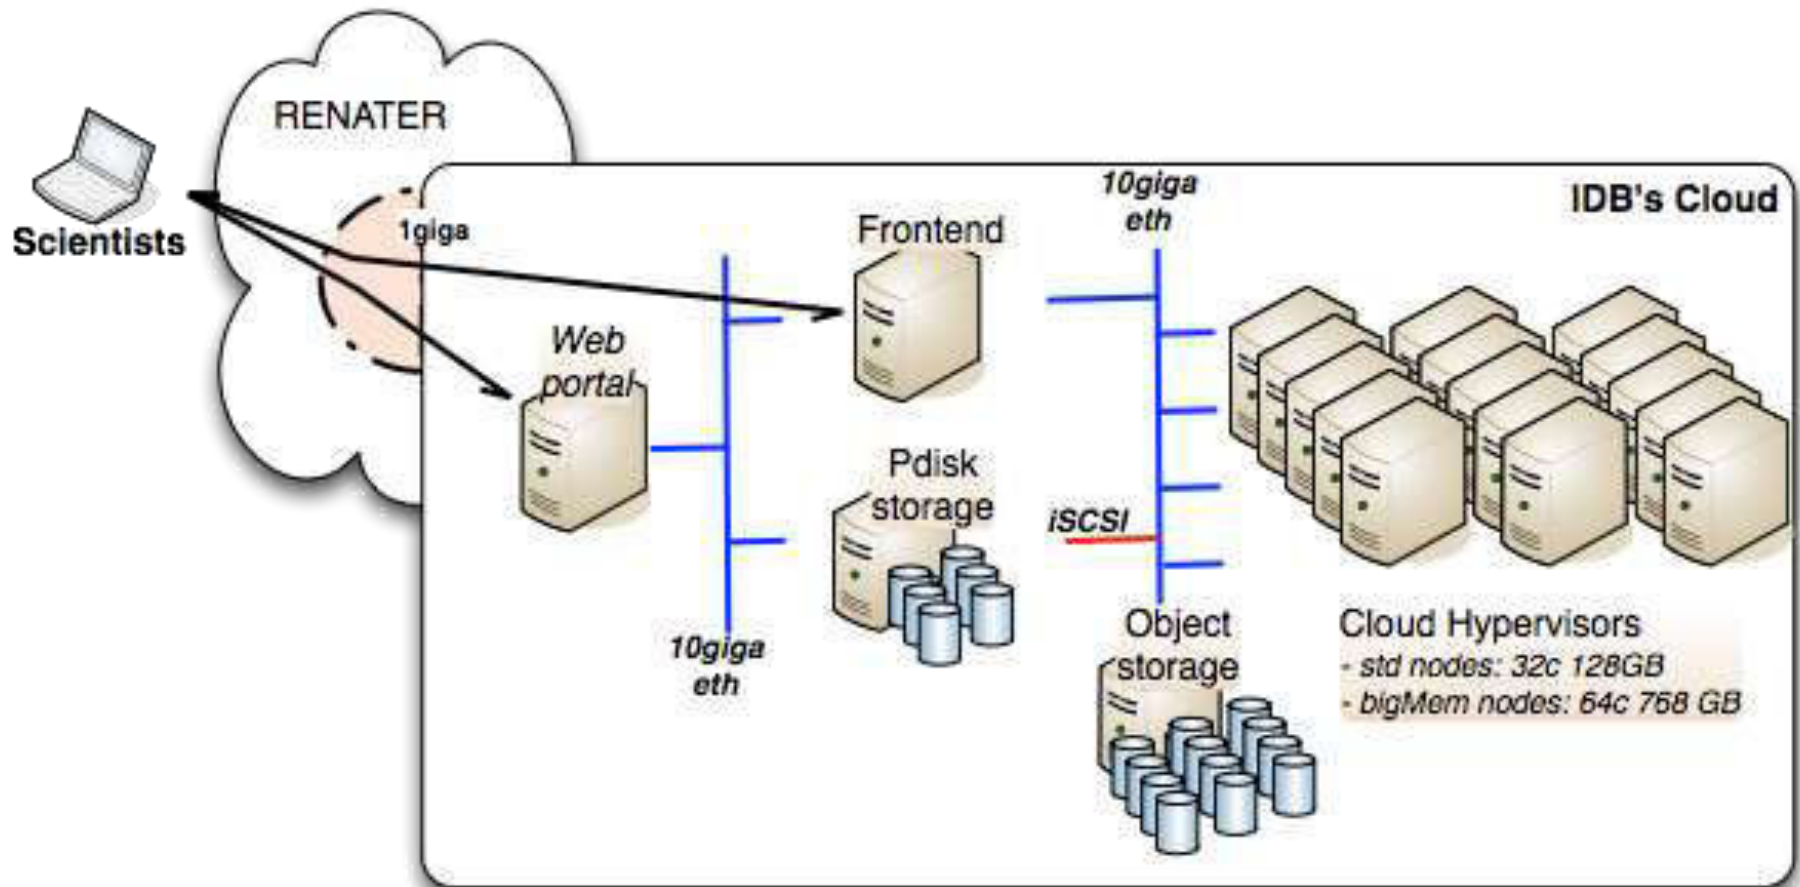 RENATER
Scientists
1giga
IDB's Cloud
10giga
eth
Frontend
Web
portal
Pdisk
storage
iSCSI
10giga
eth
Object
storage
Cloud Hypervisors
- std nodes: 32c 128GB
- bigMem nodes: 64c 768 GB